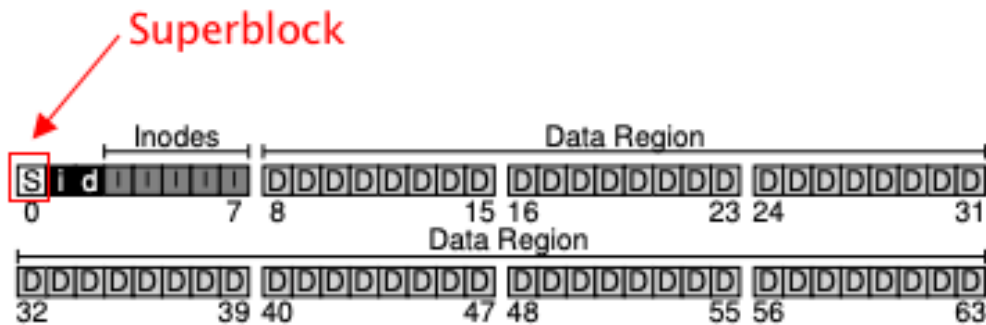 Superblock
Inodes Data Region
S i d I I I I I D D D D D D D D D D D D D D D D D D D D D D D D
0 7 8 15 16 23 24 31
Data Region
D D D D D D D D D D D D D D D D D D D D D D D D D D D D D D D D
32 39 40 47 48 55 56 63